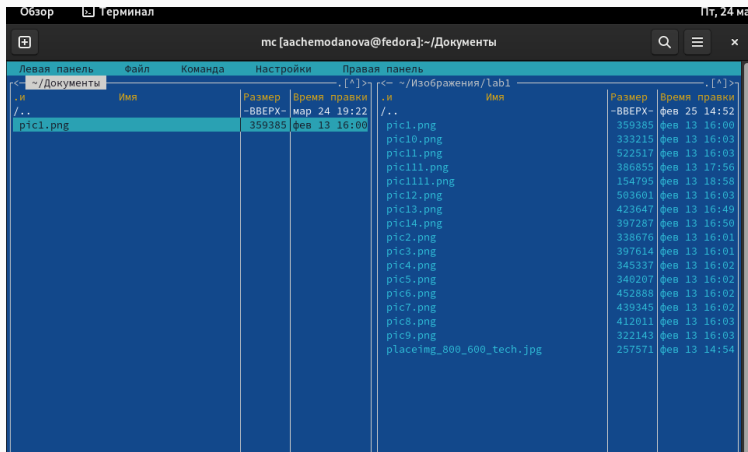 Обзор Терминал Пт, 24 ма
mc [aachemodanova@fedora]:~/Документы
Левая панель Файл Команда Настройки Правая панель
<─ ~/Документы .[^]> <─ ~/Изображения/lab1 .[^]>
.и Имя Размер Время правки .и Имя Размер Время правки
/.. -ВВЕРХ- мар 24 19:22 /.. -ВВЕРХ- фев 25 14:52
pic1.png 359385 фев 13 16:00 pic1.png 359385 фев 13 16:00
pic10.png 333215 фев 13 16:03
pic11.png 522517 фев 13 16:03
pic111.png 386855 фев 13 17:56
pic1111.png 154795 фев 13 18:58
pic12.png 503601 фев 13 16:03
pic13.png 423647 фев 13 16:49
pic14.png 397287 фев 13 16:50
pic2.png 338676 фев 13 16:01
pic3.png 397614 фев 13 16:01
pic4.png 345337 фев 13 16:02
pic5.png 340207 фев 13 16:02
pic6.png 452888 фев 13 16:02
pic7.png 439345 фев 13 16:02
pic8.png 412011 фев 13 16:03
pic9.png 322143 фев 13 16:03
placeimg_800_600_tech.jpg 257571 фев 13 14:54